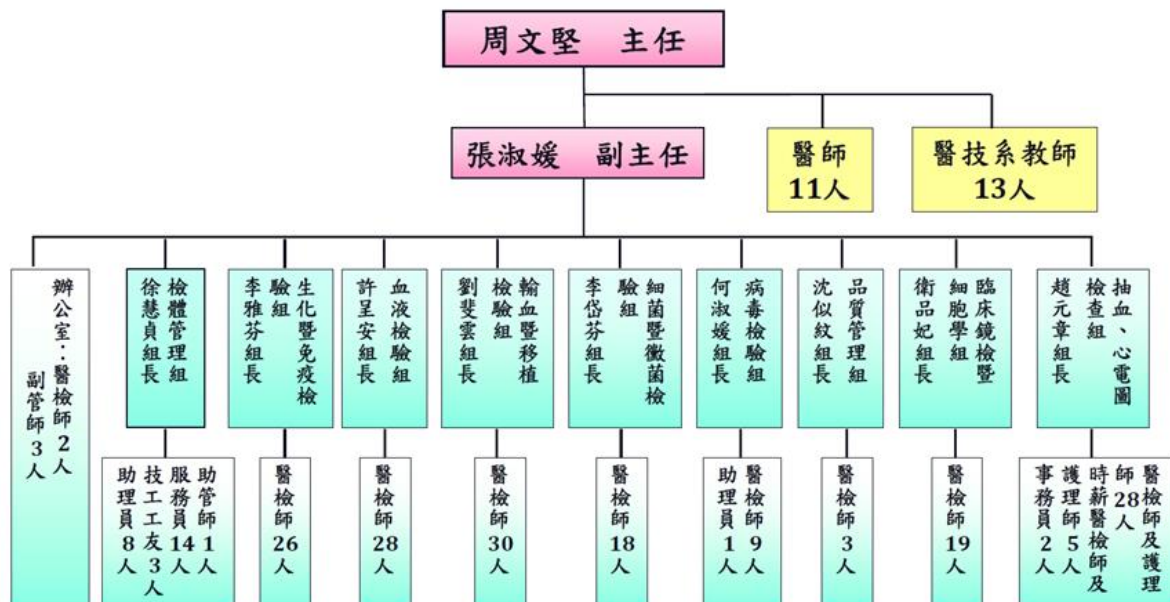 周文堅 主任
張淑媛 副主任
醫師
11人
醫技系教師
13人
辦公室：醫檢師2人
副管師3人
檢體管理組
徐慧貞組長
生化暨免疫檢
驗組
李雅芬組長
血液檢驗組
許呈安組長
輸血暨移植
檢驗組
劉斐雲組長
細菌暨黴菌檢
驗組
李岱芬組長
病毒檢驗組
何淑媛組長
品質管理組
沈似紋組長
臨床鏡檢暨
細胞學組
衛品妃組長
抽血、心電圖
檢查組
趙元章組長
助管師1人
服務員14人
技工工友3人
助理員8人
醫檢師26人
醫檢師28人
醫檢師30人
醫檢師18人
醫檢師9人
助理員1人
醫檢師3人
醫檢師19人
醫檢師及護理
師28人
時薪醫檢師及
護理師5人
事務員2人